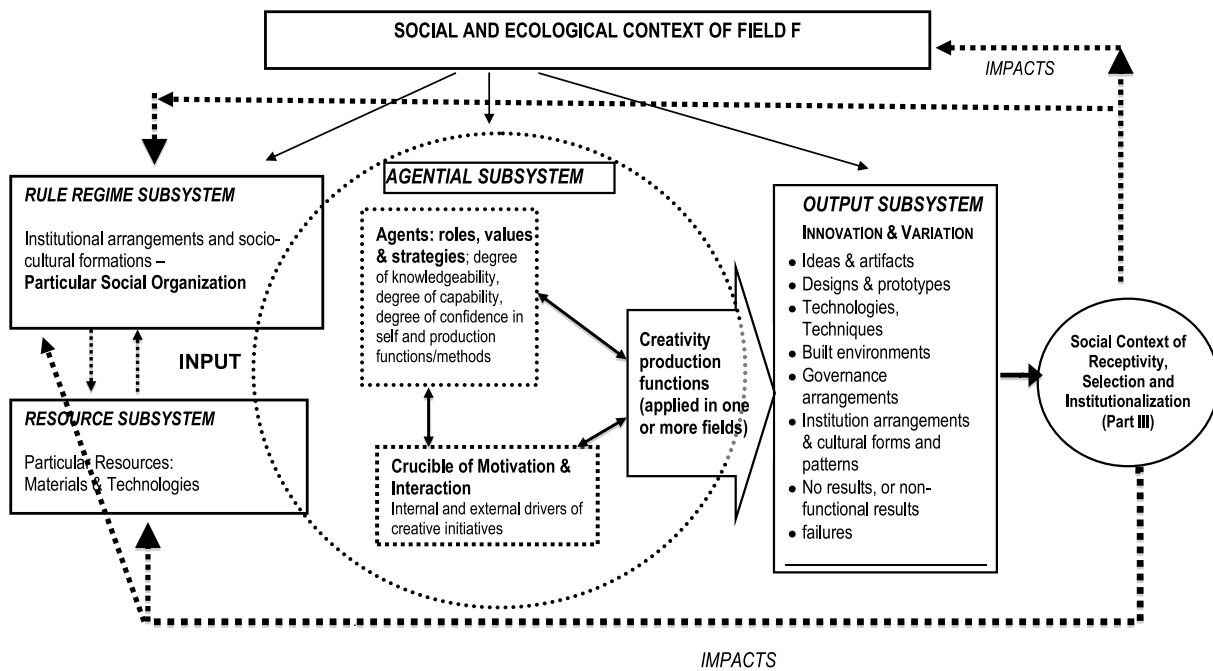 SOCIAL AND ECOLOGICAL CONTEXT OF FIELD F
IMPACTS
RULE REGIME SUBSYSTEM
Institutional arrangements and socio-
cultural formations –
Particular Social Organization
INPUT
RESOURCE SUBSYSTEM
Particular Resources:
Materials & Technologies
AGENTIAL SUBSYSTEM
Agents: roles, values
& strategies; degree
of knowledgeability,
degree of capability,
degree of confidence in
self and production
functions/methods
Crucible of Motivation &
Interaction
Internal and external drivers of
creative initiatives
Creativity
production
functions
(applied in one
or more fields)
OUTPUT SUBSYSTEM
INNOVATION & VARIATION
• Ideas & artifacts
• Designs & prototypes
• Technologies,
Techniques
• Built environments
• Governance
arrangements
• Institution arrangements
& cultural forms and
patterns
• No results, or non-
functional results
• failures
Social Context of
Receptivity,
Selection and
Institutionalization
(Part III)
IMPACTS